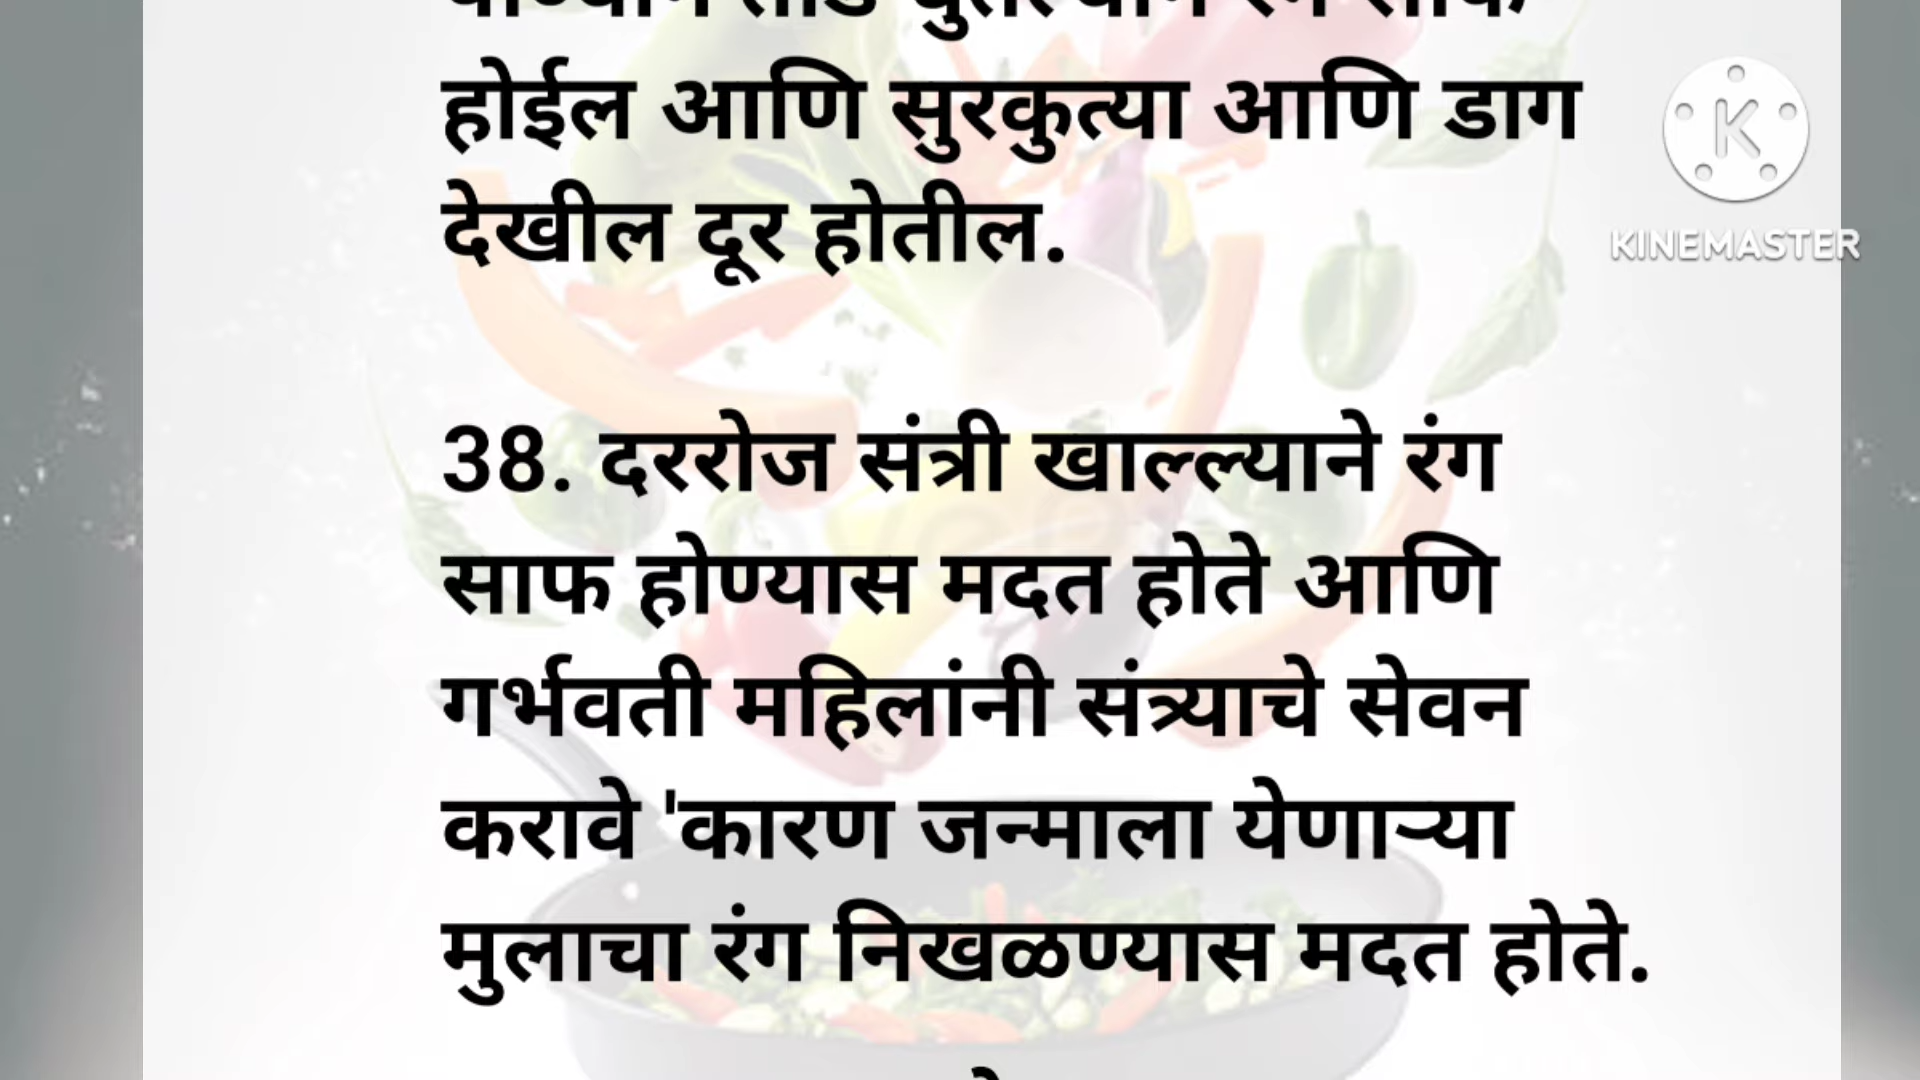 होईल आणि सुरकुत्या आणि डाग
देखील दूर होतील.
38. दररोज संत्री खाल्ल्याने रंग
साफ होण्यास मदत होते आणि
गर्भवती महिलांनी संत्र्याचे सेवन
करावे 'कारण जन्माला येणाऱ्या
मुलाचा रंग निखळण्यास मदत होते.
K
KINEMASTER